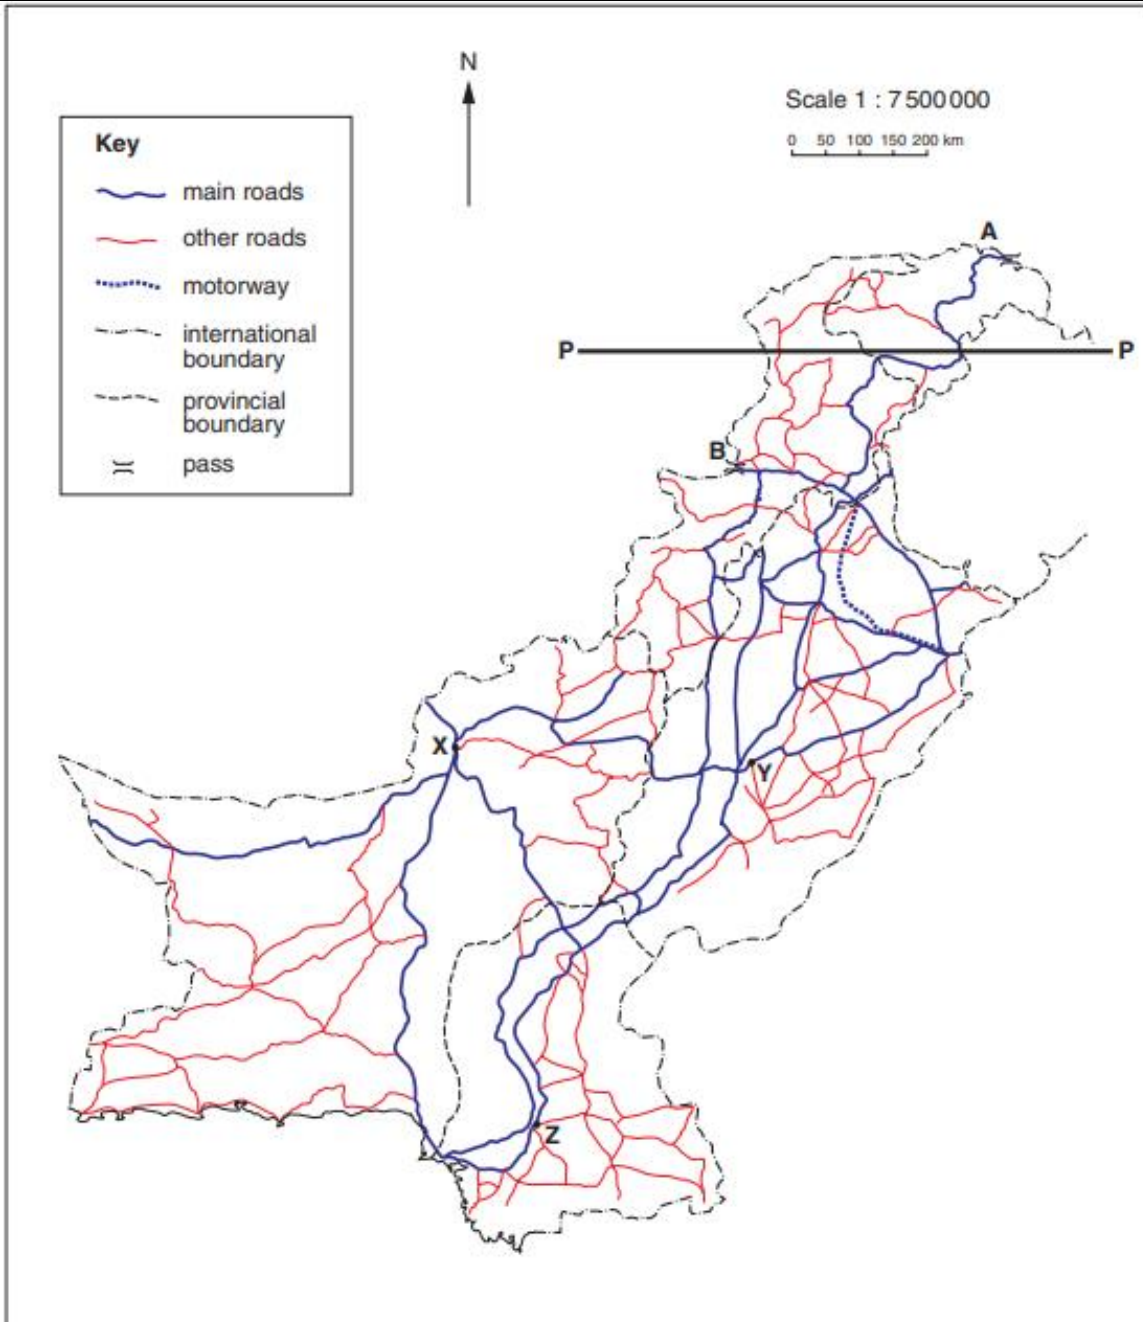 N
Scale 1 : 7 500 000
0 50 100 150 200 km
Key
main roads
other roads
motorway
international
boundary
provincial
boundary
pass
A
P P
B
X
Y
Z